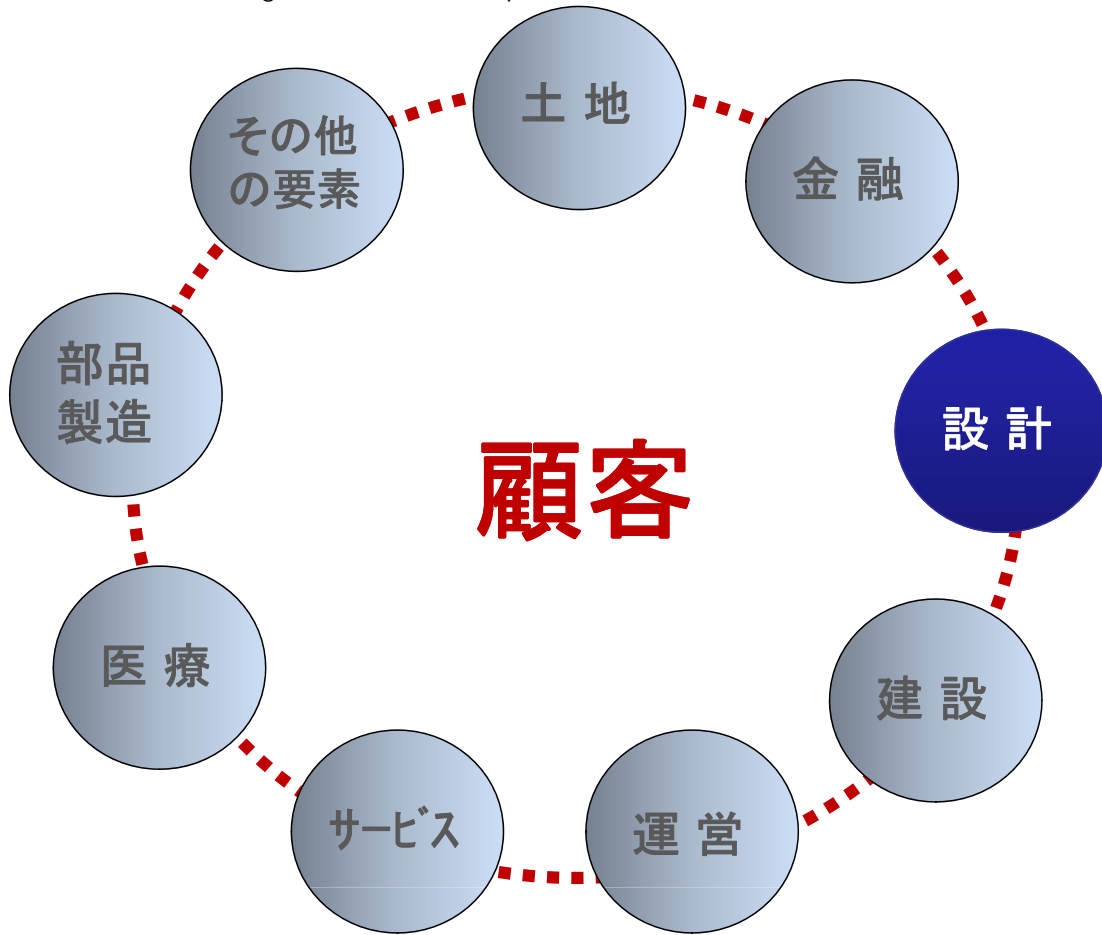 土 地
金 融
設 計
建 設
運 営
サービス
医 療
部品
製造
その他
の要素
顧客